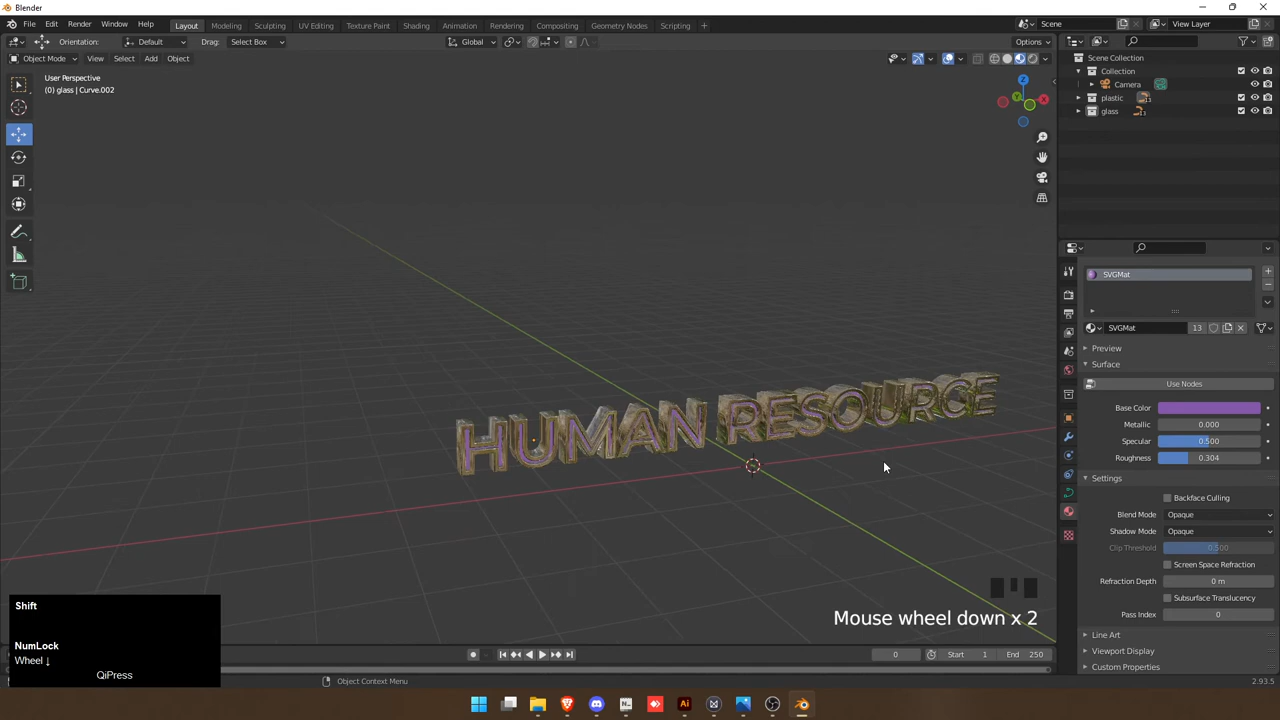 Blender
File Edit Render Window Help Layout Modeling Sculpting UV Editing Texture Paint Shading Animation Rendering Compositing Geometry Nodes Scripting + Scene View Layer
Orientation: Default Drag: Select Box Global Options
Object Mode View Select Add Object
User Perspective
(0) glass | Curve.002
Z
Y
X
Scene Collection
Collection
Camera
plastic 13
glass 13
SVGMat
SVGMat 13
Preview
Surface
Use Nodes
Base Color
Metallic 0.000
Specular 0.500
Roughness 0.304
Settings
Backface Culling
Blend Mode Opaque
Shadow Mode Opaque
Clip Threshold 0.500
Screen Space Refraction
Refraction Depth 0 m
Subsurface Translucency
Pass Index 0
Line Art
Viewport Display
Custom Properties
HUMAN RESOURCE
Mouse wheel down x 2
Shift
NumLock
Wheel ↓
QiPress
0 Start 1 End 250
Object Context Menu
2.93.5
Ai